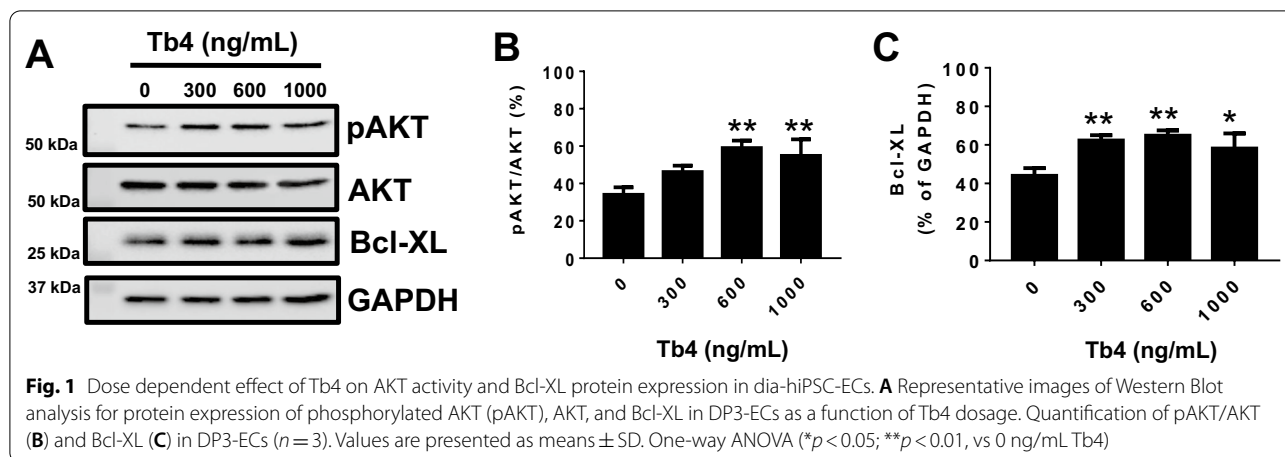 A
Tb4 (ng/mL)
0 300 600 1000
50 kDa
pAKT
50 kDa
AKT
25 kDa
Bcl-XL
37 kDa
GAPDH
B
pAKT/AKT (%)
100
80
60
40
20
0
** **
0 300 600 1000
Tb4 (ng/mL)
C
Bcl-XL
(% of GAPDH)
100
80
60
40
20
0
** ** *
0 300 600 1000
Tb4 (ng/mL)
Fig. 1 Dose dependent effect of Tb4 on AKT activity and Bcl-XL protein expression in dia-hiPSC-ECs. A Representative images of Western Blot
analysis for protein expression of phosphorylated AKT (pAKT), AKT, and Bcl-XL in DP3-ECs as a function of Tb4 dosage. Quantification of pAKT/AKT
(B) and Bcl-XL (C) in DP3-ECs (n = 3). Values are presented as means ± SD. One-way ANOVA (*p < 0.05; **p < 0.01, vs 0 ng/mL Tb4)